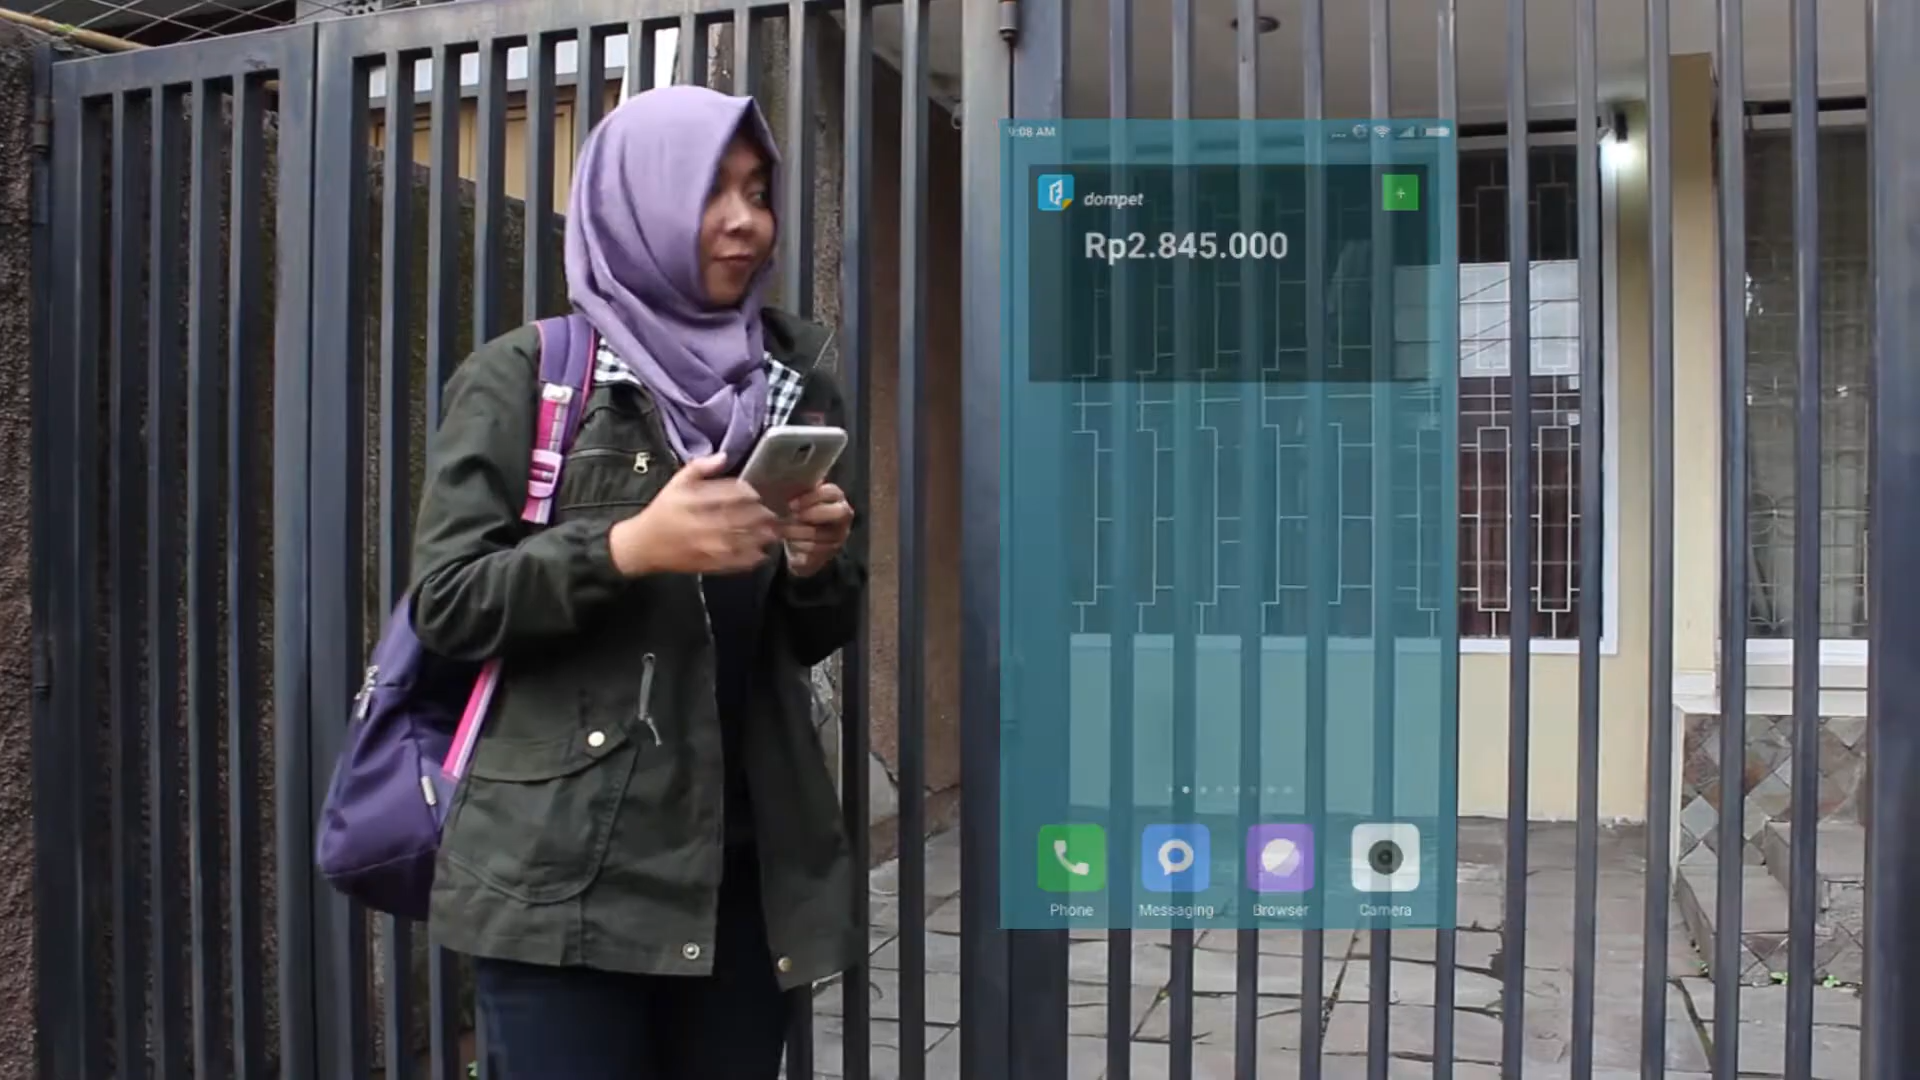 9:08 AM
dompet
+
Rp2.845.000
Phone
Messaging
Browser
Camera